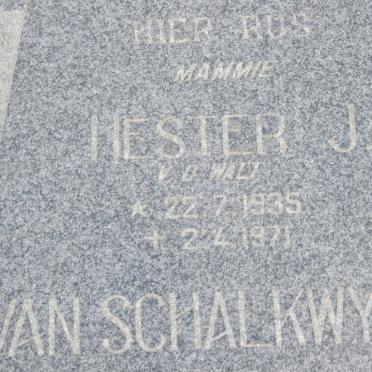 HIER RUS
MAMMIE
HESTER J.
V.D. WALT
* 22.7.1935
+ 2.4.1971
VAN SCHALKWY